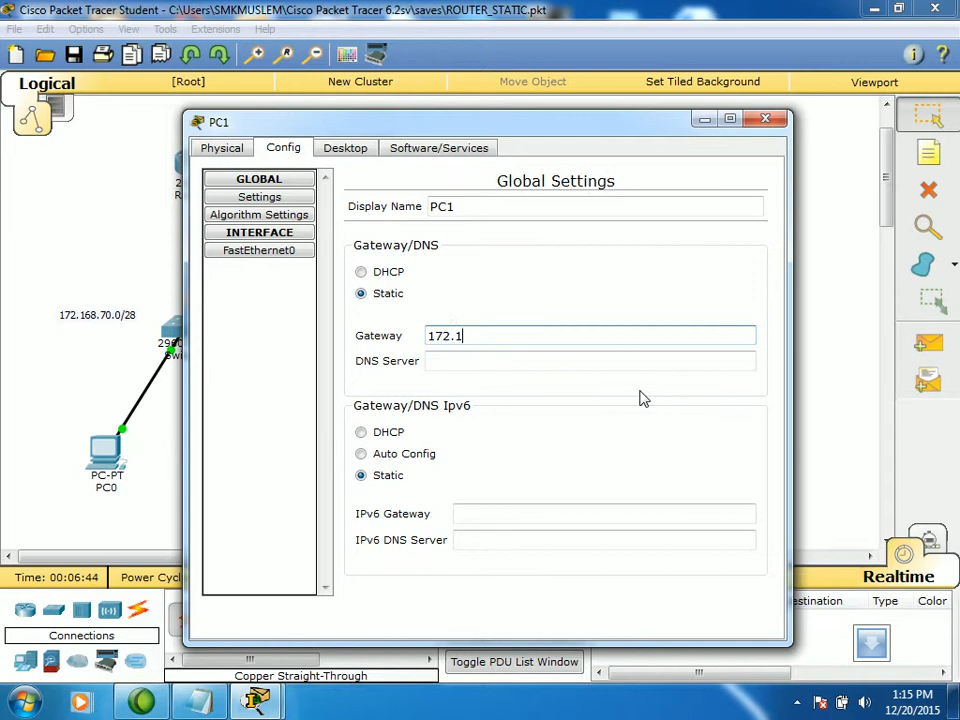 Cisco Packet Tracer Student - C:\Users\SMKMUSLEM\Cisco Packet Tracer 6.2sv\saves\ROUTER_STATIC.pkt
File Edit Options View Tools Extensions Help
Logical [Root] New Cluster Move Object Set Tiled Background Viewport
PC1
Physical Config Desktop Software/Services
GLOBAL
Settings
Algorithm Settings
INTERFACE
FastEthernet0
Global Settings
Display Name PC1
Gateway/DNS
DHCP
Static
Gateway 172.1
DNS Server
Gateway/DNS Ipv6
DHCP
Auto Config
Static
IPv6 Gateway
IPv6 DNS Server
172.168.70.0/28
PC-PT
PC0
Time: 00:06:44 Power Cycl
Realtime
Connections
Copper Straight-Through
Toggle PDU List Window
Type Color
1:15 PM
12/20/2015